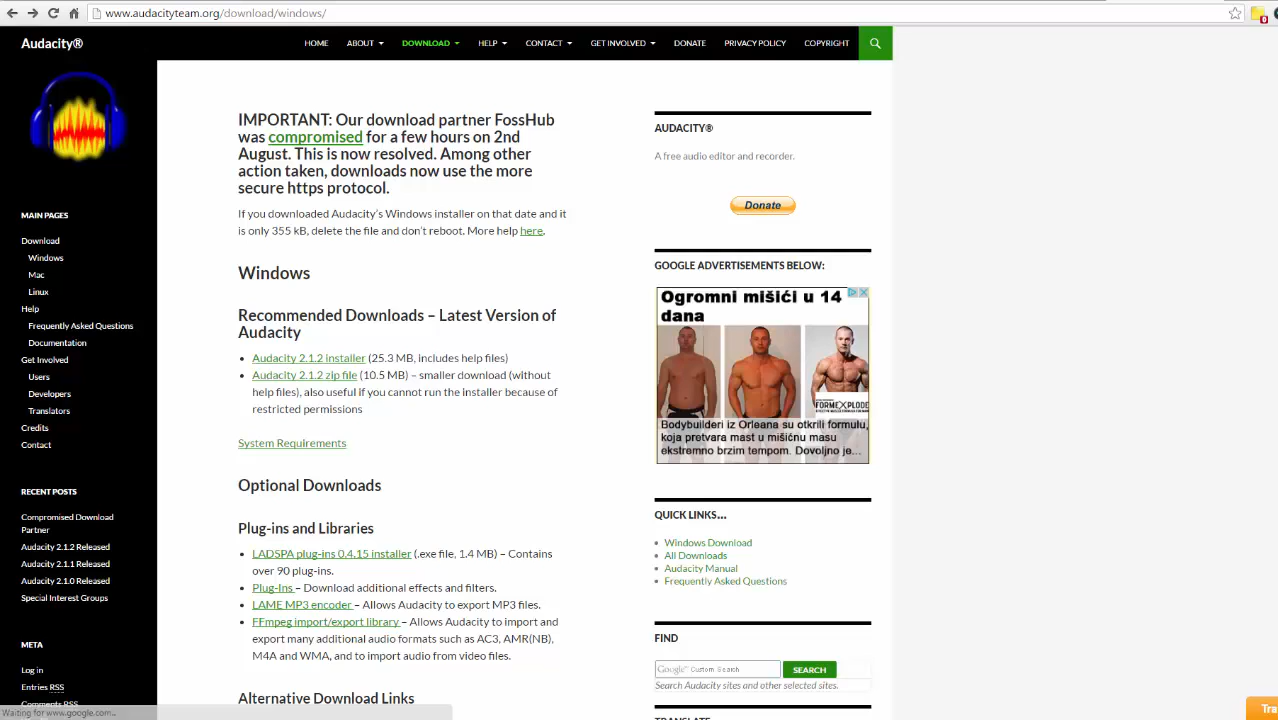 www.audacityteam.org/download/windows/
0
Audacity®
HOME ABOUT DOWNLOAD HELP CONTACT GET INVOLVED DONATE PRIVACY POLICY COPYRIGHT
MAIN PAGES
Download
Windows
Mac
Linux
Help
Frequently Asked Questions
Documentation
Get Involved
Users
Developers
Translators
Credits
Contact
RECENT POSTS
Compromised Download
Partner
Audacity 2.1.2 Released
Audacity 2.1.1 Released
Audacity 2.1.0 Released
Special Interest Groups
META
Log in
Entries RSS
Comments RSS
Waiting for www.google.com...
IMPORTANT: Our download partner FossHub
was compromised for a few hours on 2nd
August. This is now resolved. Among other
action taken, downloads now use the more
secure https protocol.
If you downloaded Audacity's Windows installer on that date and it
is only 355 kB, delete the file and don't reboot. More help here.
Windows
Recommended Downloads – Latest Version of
Audacity
Audacity 2.1.2 installer (25.3 MB, includes help files)
Audacity 2.1.2 zip file (10.5 MB) – smaller download (without
help files), also useful if you cannot run the installer because of
restricted permissions
System Requirements
Optional Downloads
Plug-ins and Libraries
LADSPA plug-ins 0.4.15 installer (.exe file, 1.4 MB) – Contains
over 90 plug-ins.
Plug-Ins – Download additional effects and filters.
LAME MP3 encoder – Allows Audacity to export MP3 files.
FFmpeg import/export library – Allows Audacity to import and
export many additional audio formats such as AC3, AMR(NB),
M4A and WMA, and to import audio from video files.
Alternative Download Links
AUDACITY®
A free audio editor and recorder.
Donate
GOOGLE ADVERTISEMENTS BELOW:
Ogromni mišići u 14
dana
FORMEXPLODE
Bodybuilderi iz Orleana su otkrili formulu,
koja pretvara mast u mišićnu masu
ekstremno brzim tempom. Dovoljno je...
QUICK LINKS...
Windows Download
All Downloads
Audacity Manual
Frequently Asked Questions
FIND
Google™ Custom Search SEARCH
Search Audacity sites and other selected sites.
TRANSLATE
Tra